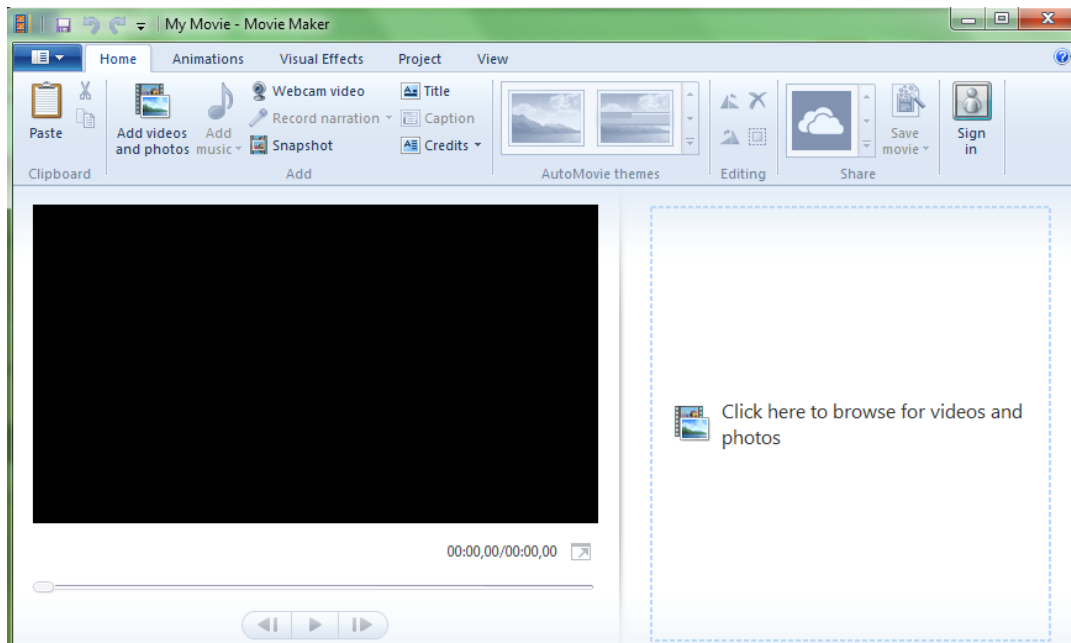 My Movie - Movie Maker
Home Animations Visual Effects Project View
Paste
Clipboard
Add videos
and photos
Add
music
Webcam video
Record narration
Snapshot
Title
Caption
Credits
Add
AutoMovie themes
Editing
Save
movie
Share
Sign
in
Click here to browse for videos and
photos
00:00,00/00:00,00